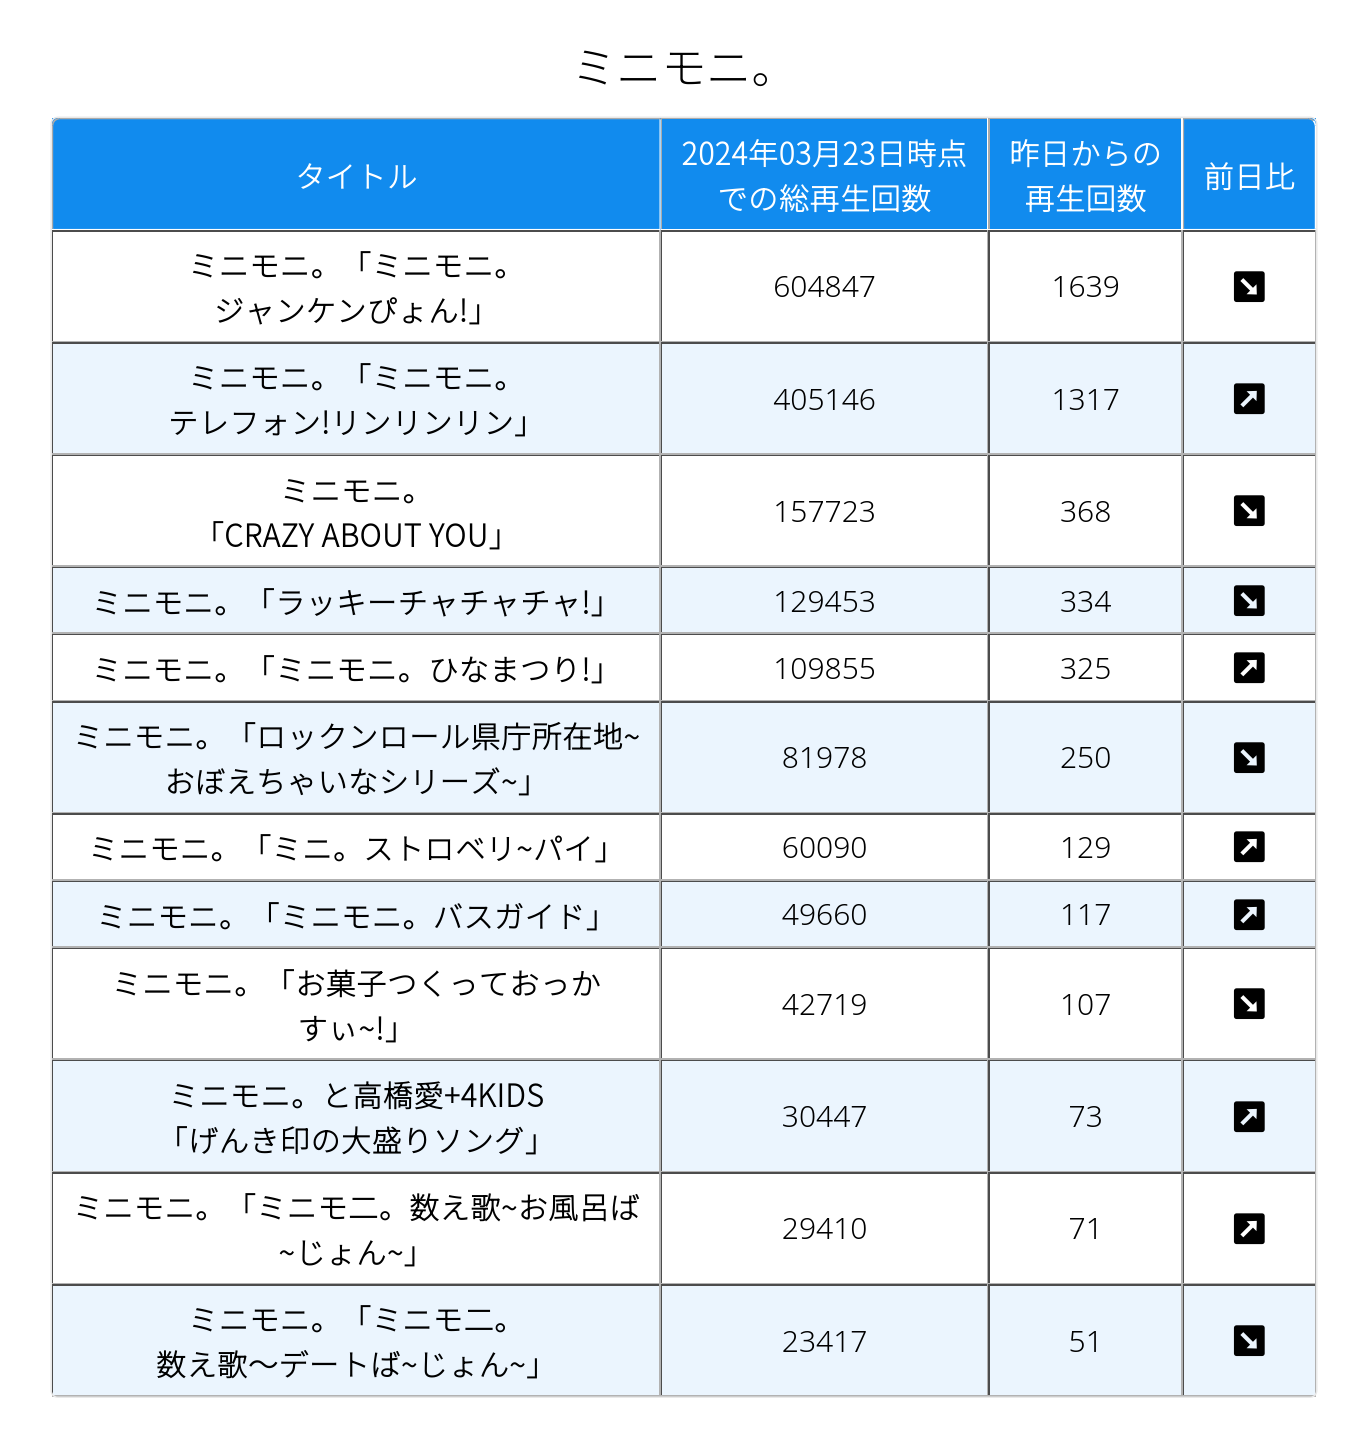 ミニモニ。
タイトル
2024年03月23日時点
での総再生回数
昨日からの
再生回数
前日比
ミニモニ。「ミニモニ。
ジャンケンぴょん!」
604847
1639
ミニモニ。「ミニモニ。
テレフォン!リンリンリン」
405146
1317
ミニモニ。
「CRAZY ABOUT YOU」
157723
368
ミニモニ。「ラッキーチャチャチャ!」
129453
334
ミニモニ。「ミニモニ。ひなまつり!」
109855
325
ミニモニ。「ロックンロール県庁所在地~
おぼえちゃいなシリーズ~」
81978
250
ミニモニ。「ミニ。ストロベリ~パイ」
60090
129
ミニモニ。「ミニモニ。バスガイド」
49660
117
ミニモニ。「お菓子つくっておっか
すぃ~!」
42719
107
ミニモニ。と高橋愛+4KIDS
「げんき印の大盛りソング」
30447
73
ミニモニ。「ミニモ二。数え歌~お風呂ば
~じょん~」
29410
71
ミニモニ。「ミニモ二。
数え歌〜デートば~じょん~」
23417
51